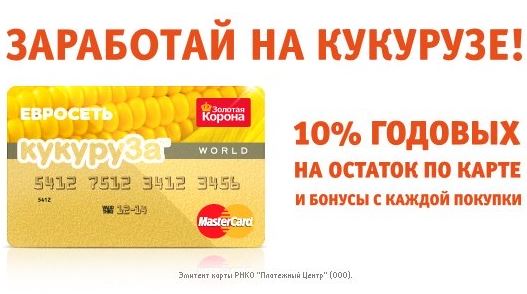 ЗАРАБОТАЙ НА КУКУРУЗЕ!
ЕВРОСЕТЬ
Золотая
Корона
кукуруза
WORLD
5412 7512 3412 3456
5412
12-14
MasterCard
10% ГОДОВЫХ
НА ОСТАТОК ПО КАРТЕ
И БОНУСЫ С КАЖДОЙ ПОКУПКИ
Эмитент карты РНКО "Платежный Центр" (ООО).